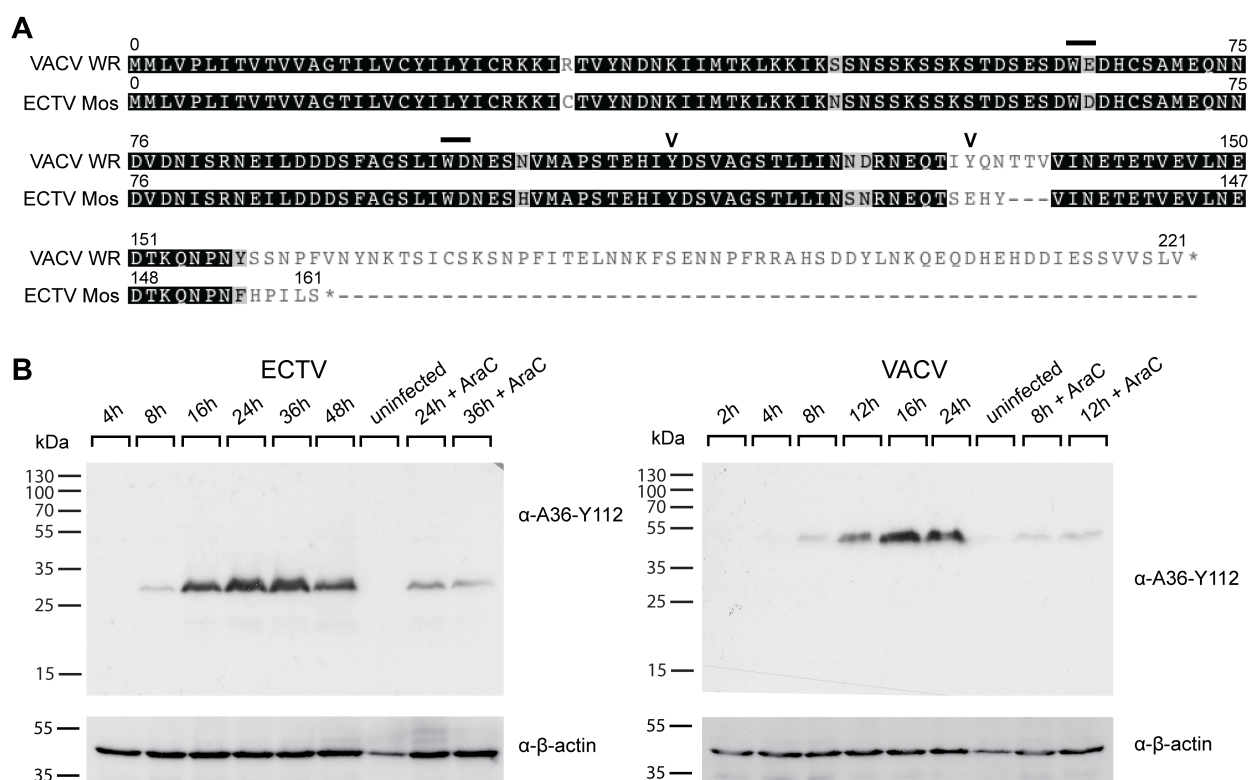 A
0 75
VACV WR MMLVPLITVTVVAGTILVCYILYICRKKIRTVYNDNKIIMTKLKKIKSSNSSKSSKSTDSESDWEDHCSAMEQNN
0 75
ECTV Mos MMLVPLITVTVVAGTILVCYILYICRKKICTVYNDNKIIMTKLKKIKNSNSSKSSKSTDSESDWDDHCSAMEQNN
76 V V 150
VACV WR DVDNISRNEILDDDSFAGSLIWDNESNVMAPSTEHIYDSVAGSTLLINNDRNEQTIYQNTTVVINETETVEVLNE
76 147
ECTV Mos DVDNISRNEILDDDSFAGSLIWDNESHVMAPSTEHIYDSVAGSTLLINSNRNEQTSEHY---VINETETVEVLNE
151 221
VACV WR DTKQNPNYSSNPFVNYNKTSICSKSNPFITELNNKFSENNPFRRAHSDDYLNKQEQDHEHDDIESSVVSLV*
148 161
ECTV Mos DTKQNPNFHPILS*----------------------------------------------------------
B
ECTV
4h 8h 16h 24h 36h 48h uninfected 24h + AraC 36h + AraC
kDa
130
100
70
55
35
25
15
α-A36-Y112
55
35
α-β-actin
VACV
2h 4h 8h 12h 16h 24h uninfected 8h + AraC 12h + AraC
kDa
130
100
70
55
35
25
15
α-A36-Y112
55
35
α-β-actin